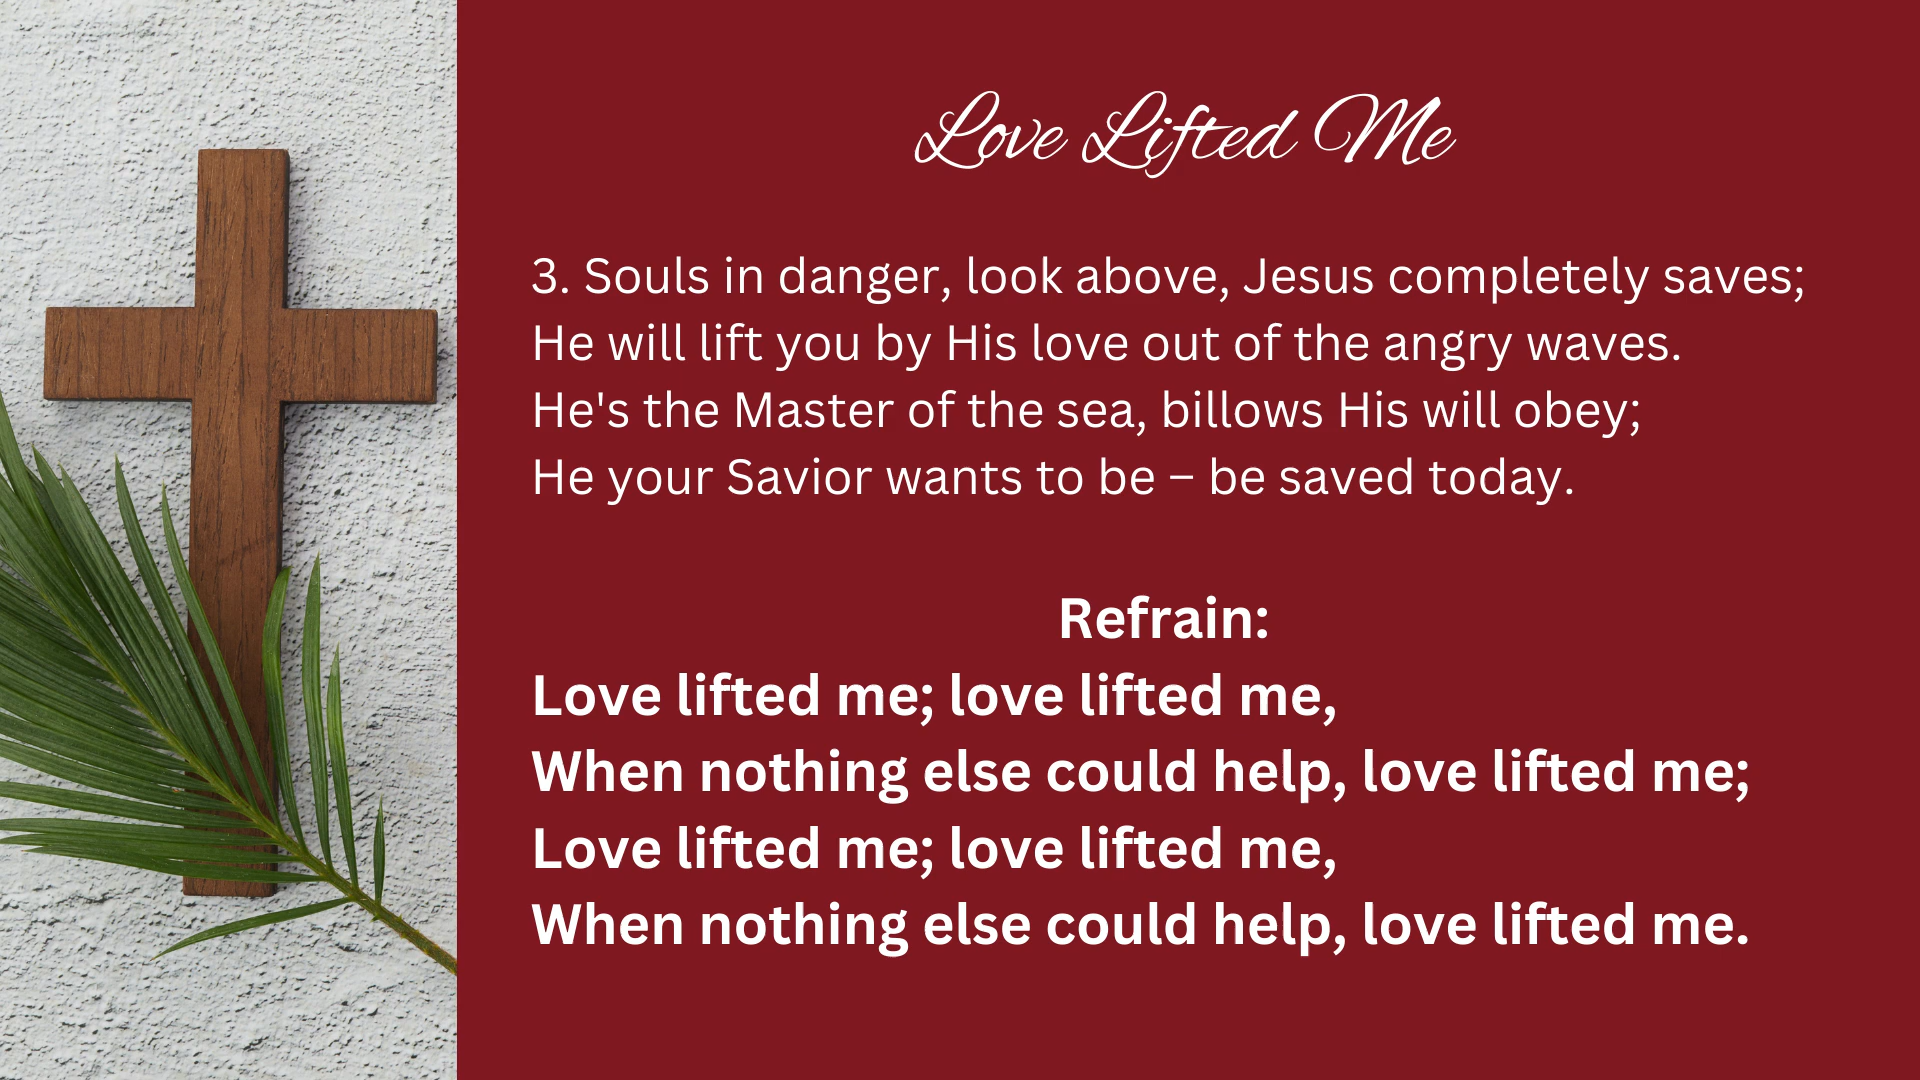 Love Lifted Me
3. Souls in danger, look above, Jesus completely saves;
He will lift you by His love out of the angry waves.
He's the Master of the sea, billows His will obey;
He your Savior wants to be – be saved today.
Refrain:
Love lifted me; love lifted me,
When nothing else could help, love lifted me;
Love lifted me; love lifted me,
When nothing else could help, love lifted me.